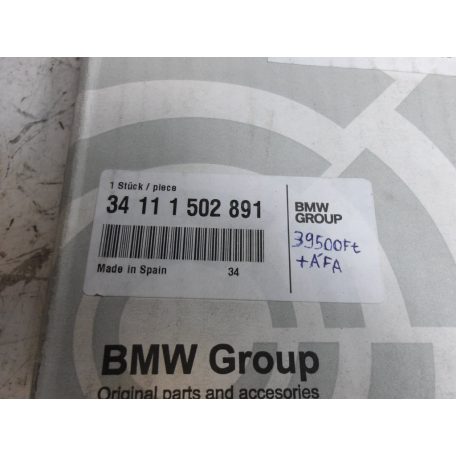 1 Stück / piece
34 11 1 502 891
BMW
GROUP
39500Ft
+ÁFA
Made in Spain 34
BMW Group
Original parts and accesories